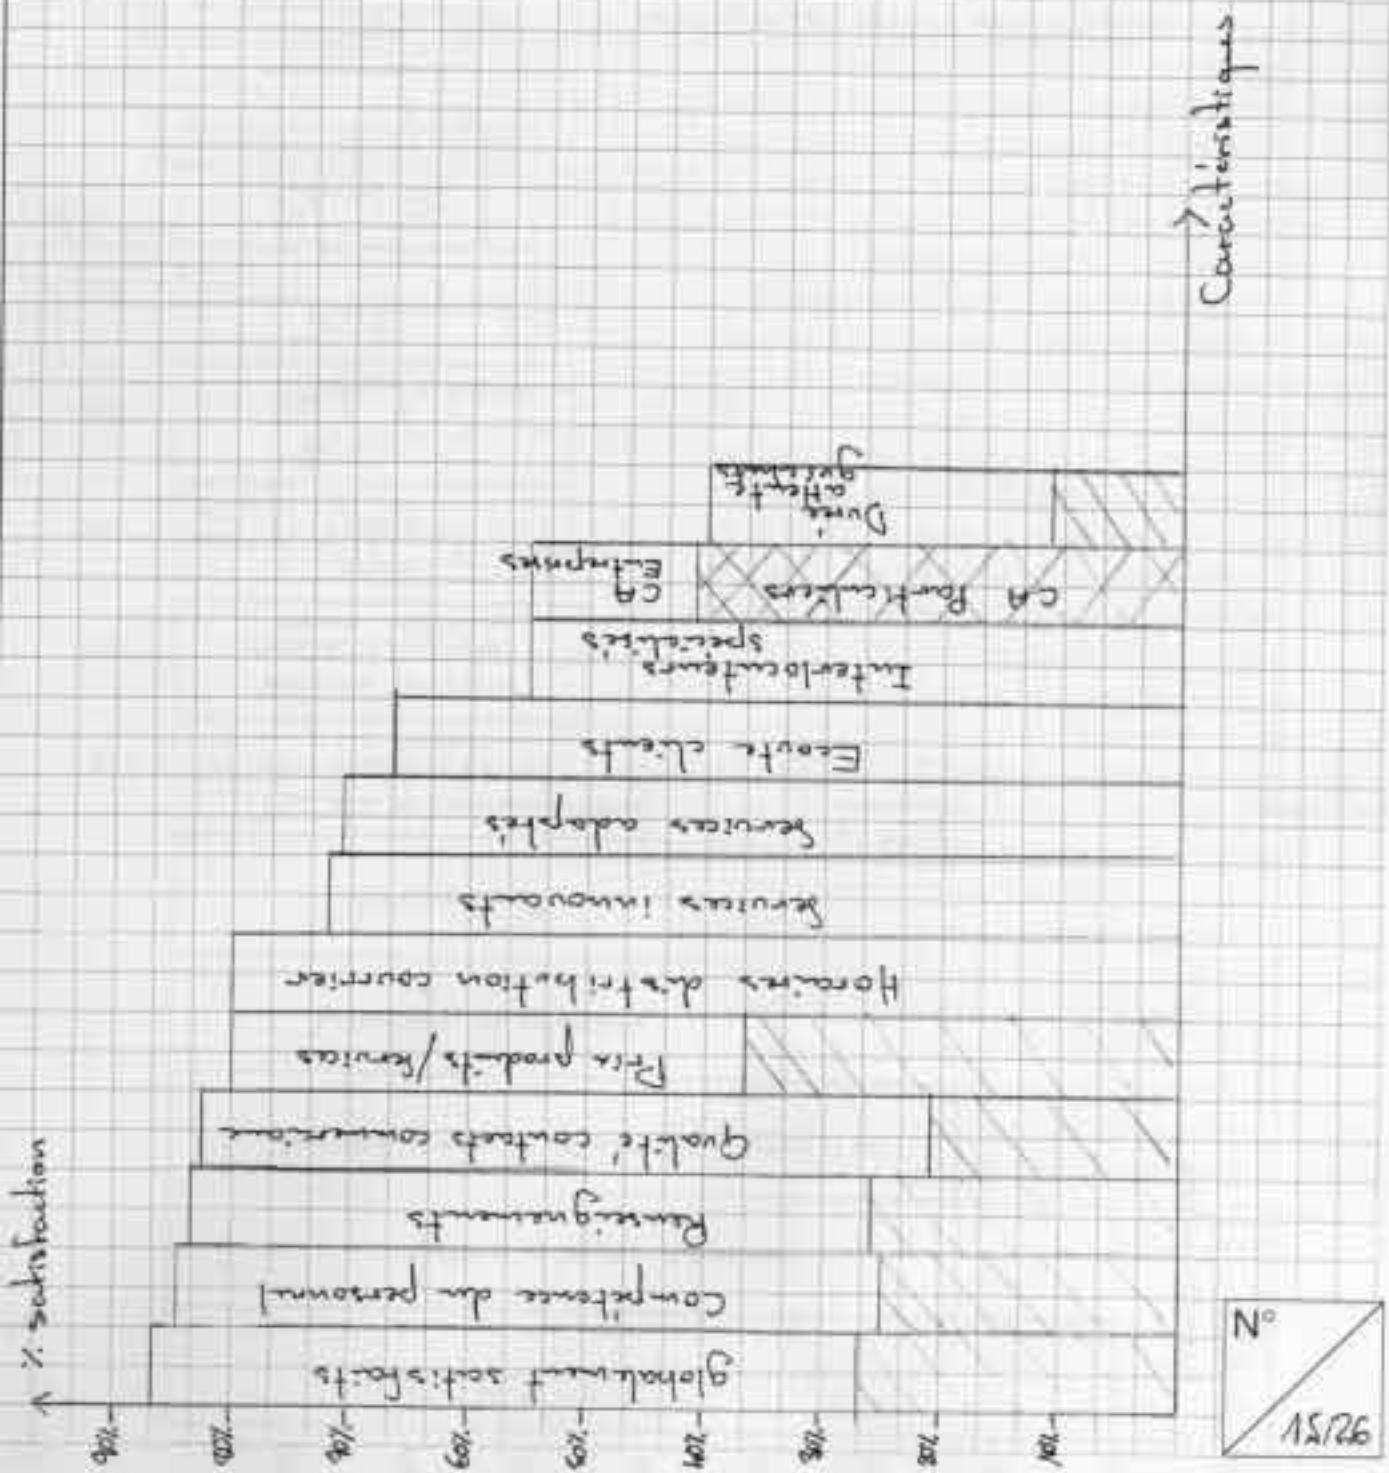 % satisfaction
90%
80%
70%
60%
50%
40%
30%
20%
10%
globalement satisfaits
Compétence du personnel
Renseignements
Qualité contacts commerciaux
Prix produits/Services
Horaires distribution courrier
Services innovants
Services adaptés
Ecoute clients
Interlocuteurs
spécialisés
CA
Entreprises
CA Particuliers
Durée
attente
guichets
Caractéristiques
N°
15/26